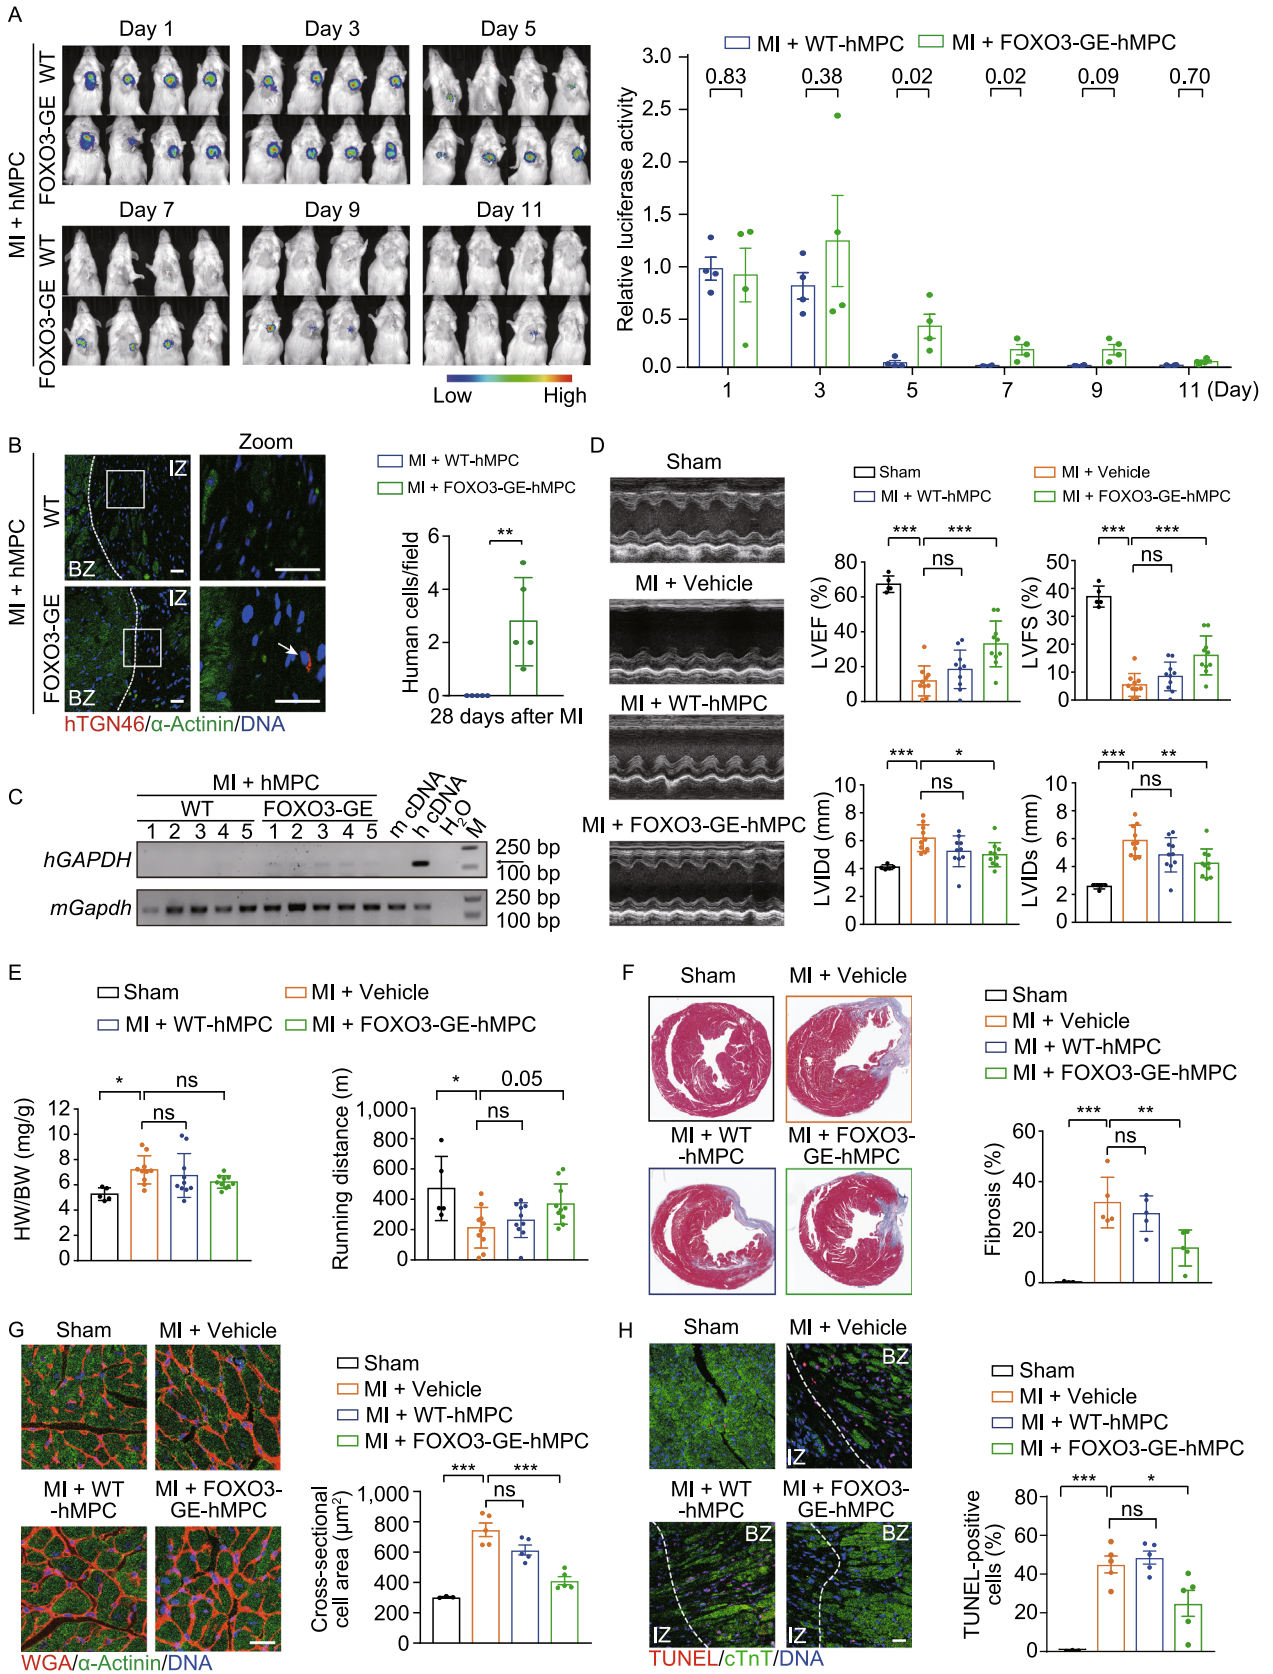 A
Day 1
Day 3
Day 5
MI + hMPC
WT
FOXO3-GE
Day 7
Day 9
Day 11
WT
FOXO3-GE
Low
High
MI + WT-hMPC
MI + FOXO3-GE-hMPC
Relative luciferase activity
3.0
2.5
2.0
1.5
1.0
0.5
0.0
0.83
0.38
0.02
0.02
0.09
0.70
1
3
5
7
9
11 (Day)
B
Zoom
MI + hMPC
WT
FOXO3-GE
IZ
BZ
IZ
BZ
hTGN46/α-Actinin/DNA
MI + WT-hMPC
MI + FOXO3-GE-hMPC
Human cells/field
6
4
2
0
**
28 days after MI
C
MI + hMPC
WT
FOXO3-GE
1 2 3 4 5 1 2 3 4 5
m cDNA
h cDNA
H2O
M
hGAPDH
250 bp
100 bp
mGapdh
250 bp
100 bp
D
Sham
MI + Vehicle
MI + WT-hMPC
MI + FOXO3-GE-hMPC
Sham
MI + Vehicle
MI + WT-hMPC
MI + FOXO3-GE-hMPC
LVEF (%)
80
60
40
20
0
***
***
ns
LVFS (%)
50
40
30
20
10
0
***
***
ns
LVIDd (mm)
10
8
6
4
2
0
***
*
ns
LVIDs (mm)
10
8
6
4
2
0
***
**
ns
E
Sham
MI + Vehicle
MI + WT-hMPC
MI + FOXO3-GE-hMPC
HW/BW (mg/g)
12
10
8
6
4
2
0
*
ns
ns
Running distance (m)
1,000
800
600
400
200
0
*
0.05
ns
F
Sham
MI + Vehicle
MI + WT
-hMPC
MI + FOXO3-
GE-hMPC
Sham
MI + Vehicle
MI + WT-hMPC
MI + FOXO3-GE-hMPC
Fibrosis (%)
60
40
20
0
***
**
ns
G
Sham
MI + Vehicle
MI + WT
-hMPC
MI + FOXO3-
GE-hMPC
WGA/α-Actinin/DNA
Sham
MI + Vehicle
MI + WT-hMPC
MI + FOXO3-GE-hMPC
Cross-sectional
cell area (µm²)
1,000
800
600
400
200
0
***
***
ns
H
Sham
MI + Vehicle
BZ
IZ
MI + WT
-hMPC
MI + FOXO3-
GE-hMPC
BZ
IZ
BZ
IZ
TUNEL/cTnT/DNA
Sham
MI + Vehicle
MI + WT-hMPC
MI + FOXO3-GE-hMPC
TUNEL-positive
cells (%)
80
60
40
20
0
***
*
ns